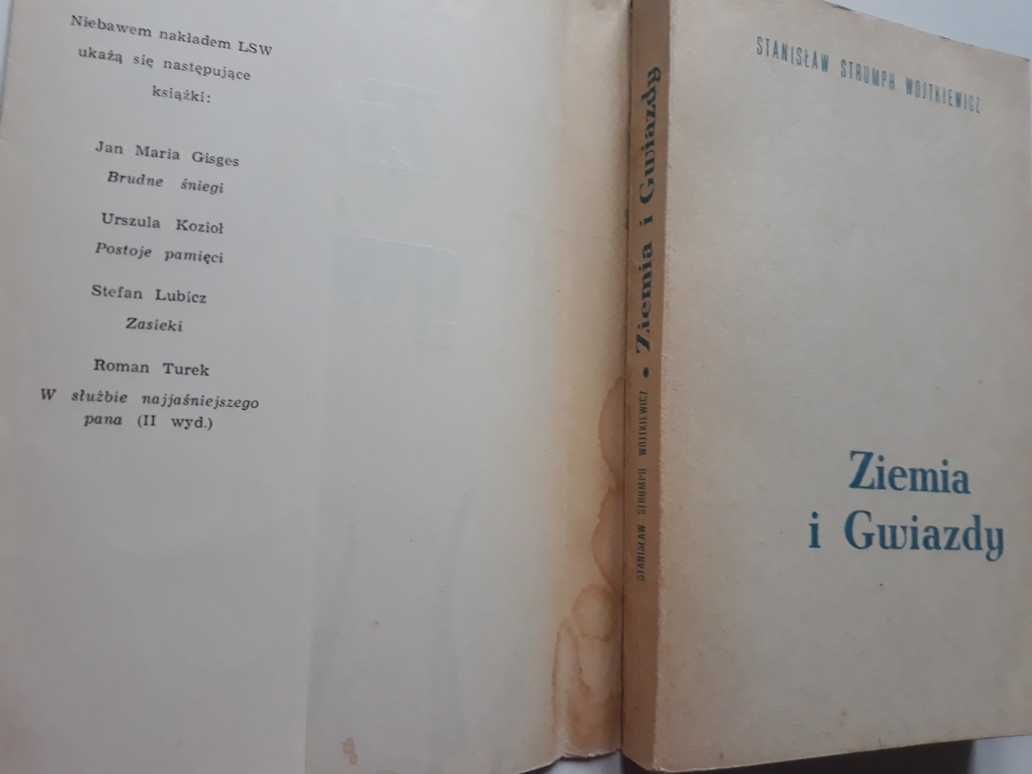 Niebawem nakładem LSW
ukażą się następujące
książki:
Jan Maria Gisges
Brudne śniegi
Urszula Kozioł
Postoje pamięci
Stefan Lubicz
Zasieki
Roman Turek
W służbie najjaśniejszego
pana (II wyd.)
STANISŁAW STRUMPH WOJTKIEWICZ • Ziemia i Gwiazdy
STANISŁAW STRUMPH WOJTKIEWICZ
Ziemia
i Gwiazdy